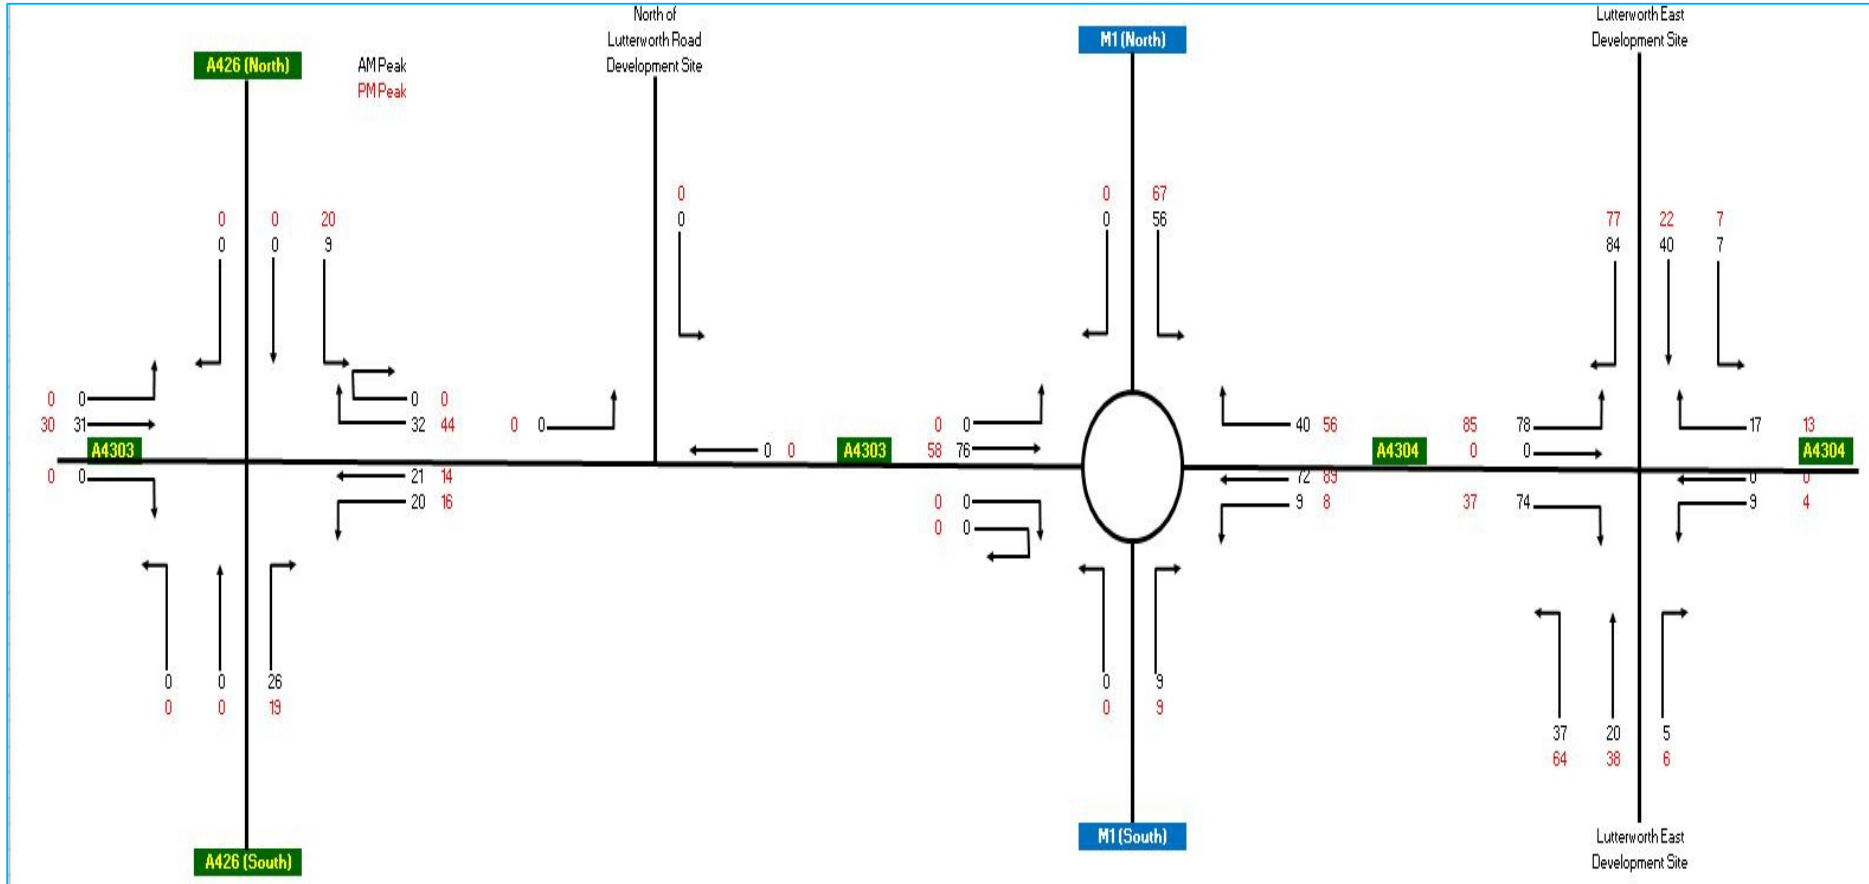 North of
Lutterworth Road
Development Site
Lutterworth East
Development Site
M1 (North)
A426 (North)
AM Peak
PM Peak
0 0 20
0 0 9
0
0
0 67
0 56
77 22 7
84 40 7
0 0
30 31
A4303
0 0
0 0
32 44
21 14
20 16
0 0
0 0
A4303
0 0
58 76
0 0
0 0
40 56
72 89
9 8
A4304
85 78
0 0
37 74
17 13
A4304
0 0
9 4
0 0 26
0 0 19
0 9
0 9
37 20 5
64 38 6
M1 (South)
A426 (South)
Lutterworth East
Development Site